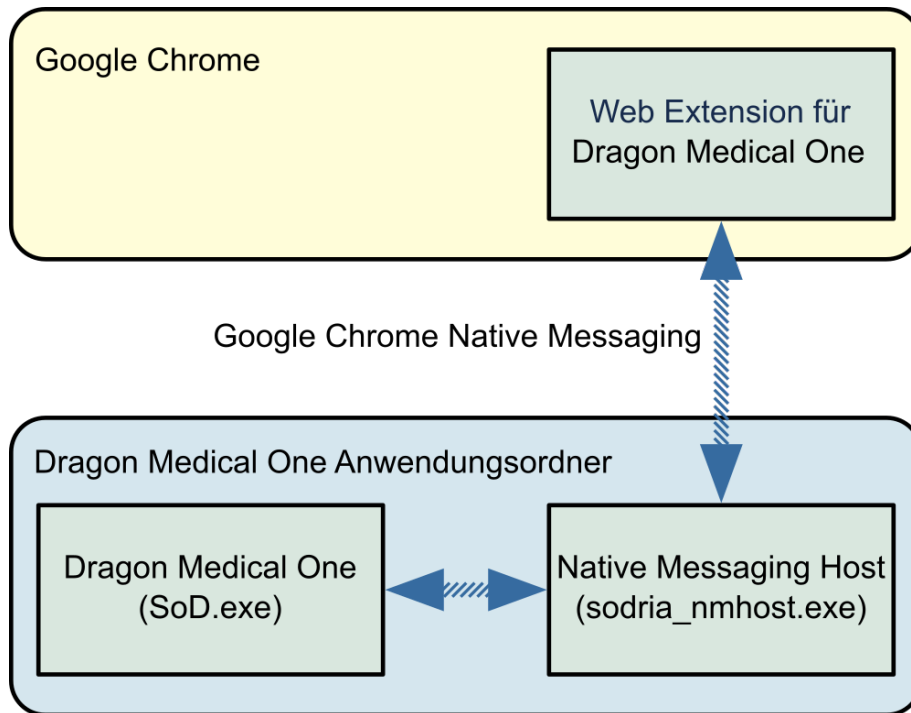 Google Chrome
Web Extension für
Dragon Medical One
Google Chrome Native Messaging
Dragon Medical One Anwendungsordner
Dragon Medical One
(SoD.exe)
Native Messaging Host
(sodria_nmhost.exe)